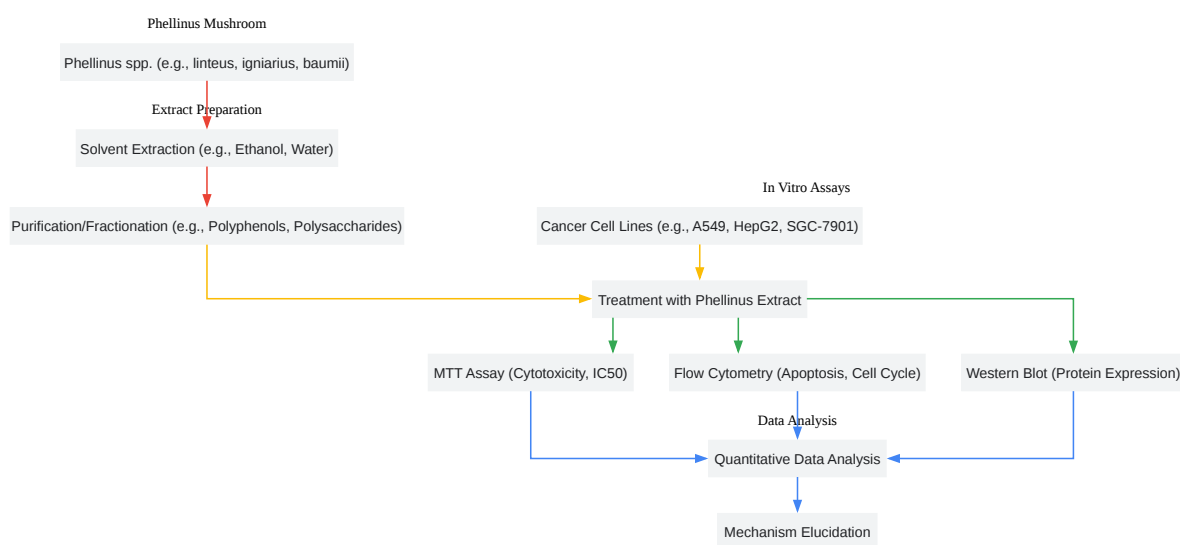 Phellinus Mushroom
Phellinus spp. (e.g., linteus, igniarius, baumii)
Extract Preparation
Solvent Extraction (e.g., Ethanol, Water)
In Vitro Assays
Purification/Fractionation (e.g., Polyphenols, Polysaccharides)
Cancer Cell Lines (e.g., A549, HepG2, SGC-7901)
Treatment with Phellinus Extract
MTT Assay (Cytotoxicity, IC50)
Flow Cytometry (Apoptosis, Cell Cycle)
Western Blot (Protein Expression)
Data Analysis
Quantitative Data Analysis
Mechanism Elucidation